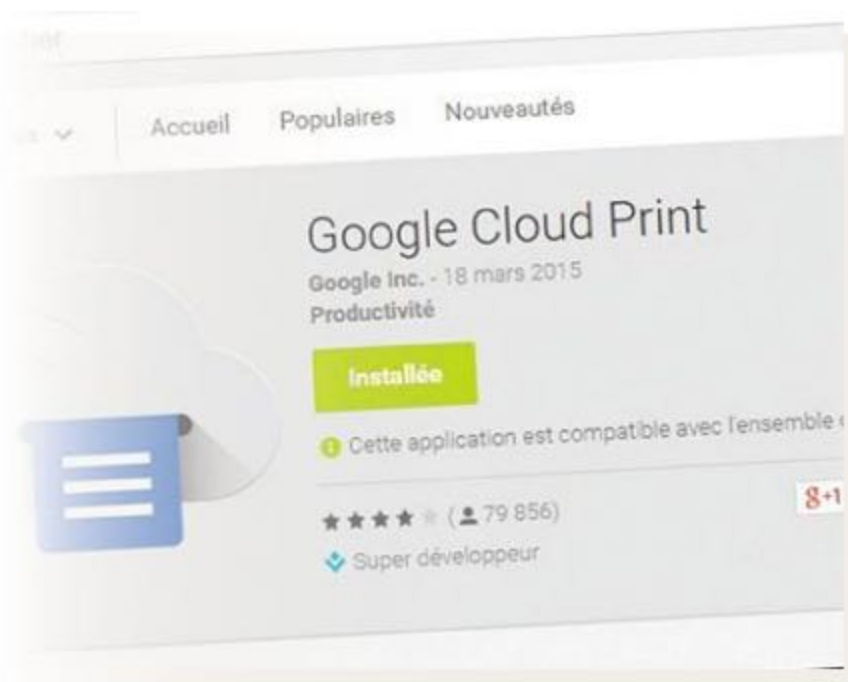 Accueil Populaires Nouveautés
Google Cloud Print
Google Inc. - 18 mars 2015
Productivité
Installée
Cette application est compatible avec l'ensemble
★★★★★ (79 856)
g+1
Super développeur